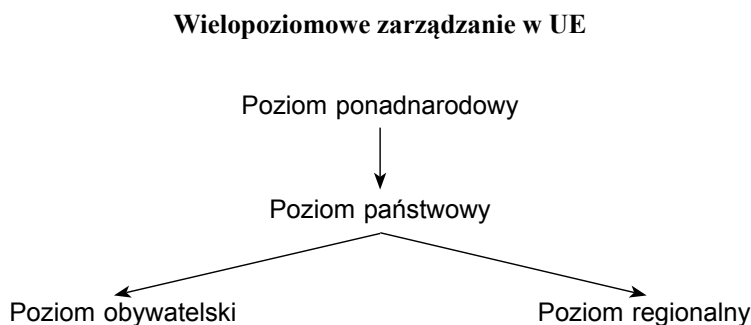 Wielopoziomowe zarządzanie w UE
Poziom ponadnarodowy
Poziom państwowy
Poziom obywatelski
Poziom regionalny